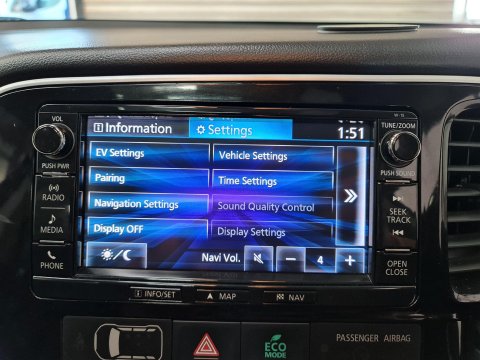 VOL
W-15
TUNE/ZOOM
Information
Settings
1:51
EV Settings
Vehicle Settings
PUSH PWR
PUSH SOUND
Pairing
Time Settings
RADIO
Navigation Settings
Sound Quality Control
SEEK
TRACK
MEDIA
Display OFF
Display Settings
PHONE
Navi Vol.
4
OPEN
CLOSE
INFO/SET
MAP
NAV
ECO
MODE
PASSENGER AIRBAG